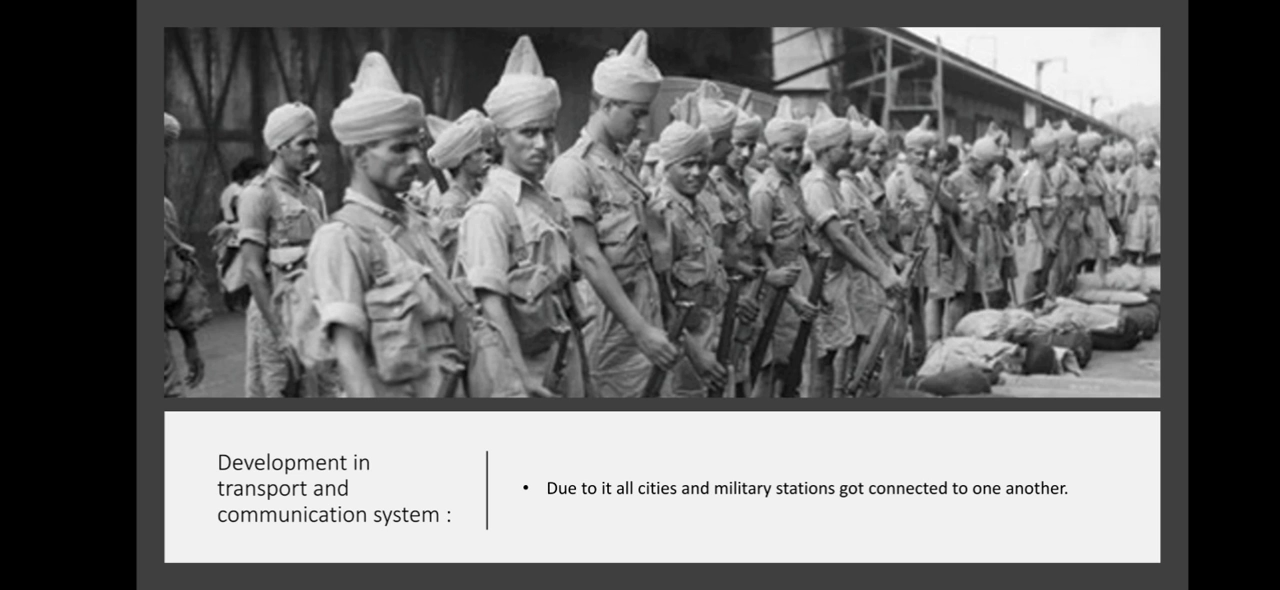 Development in
transport and
communication system :
• Due to it all cities and military stations got connected to one another.